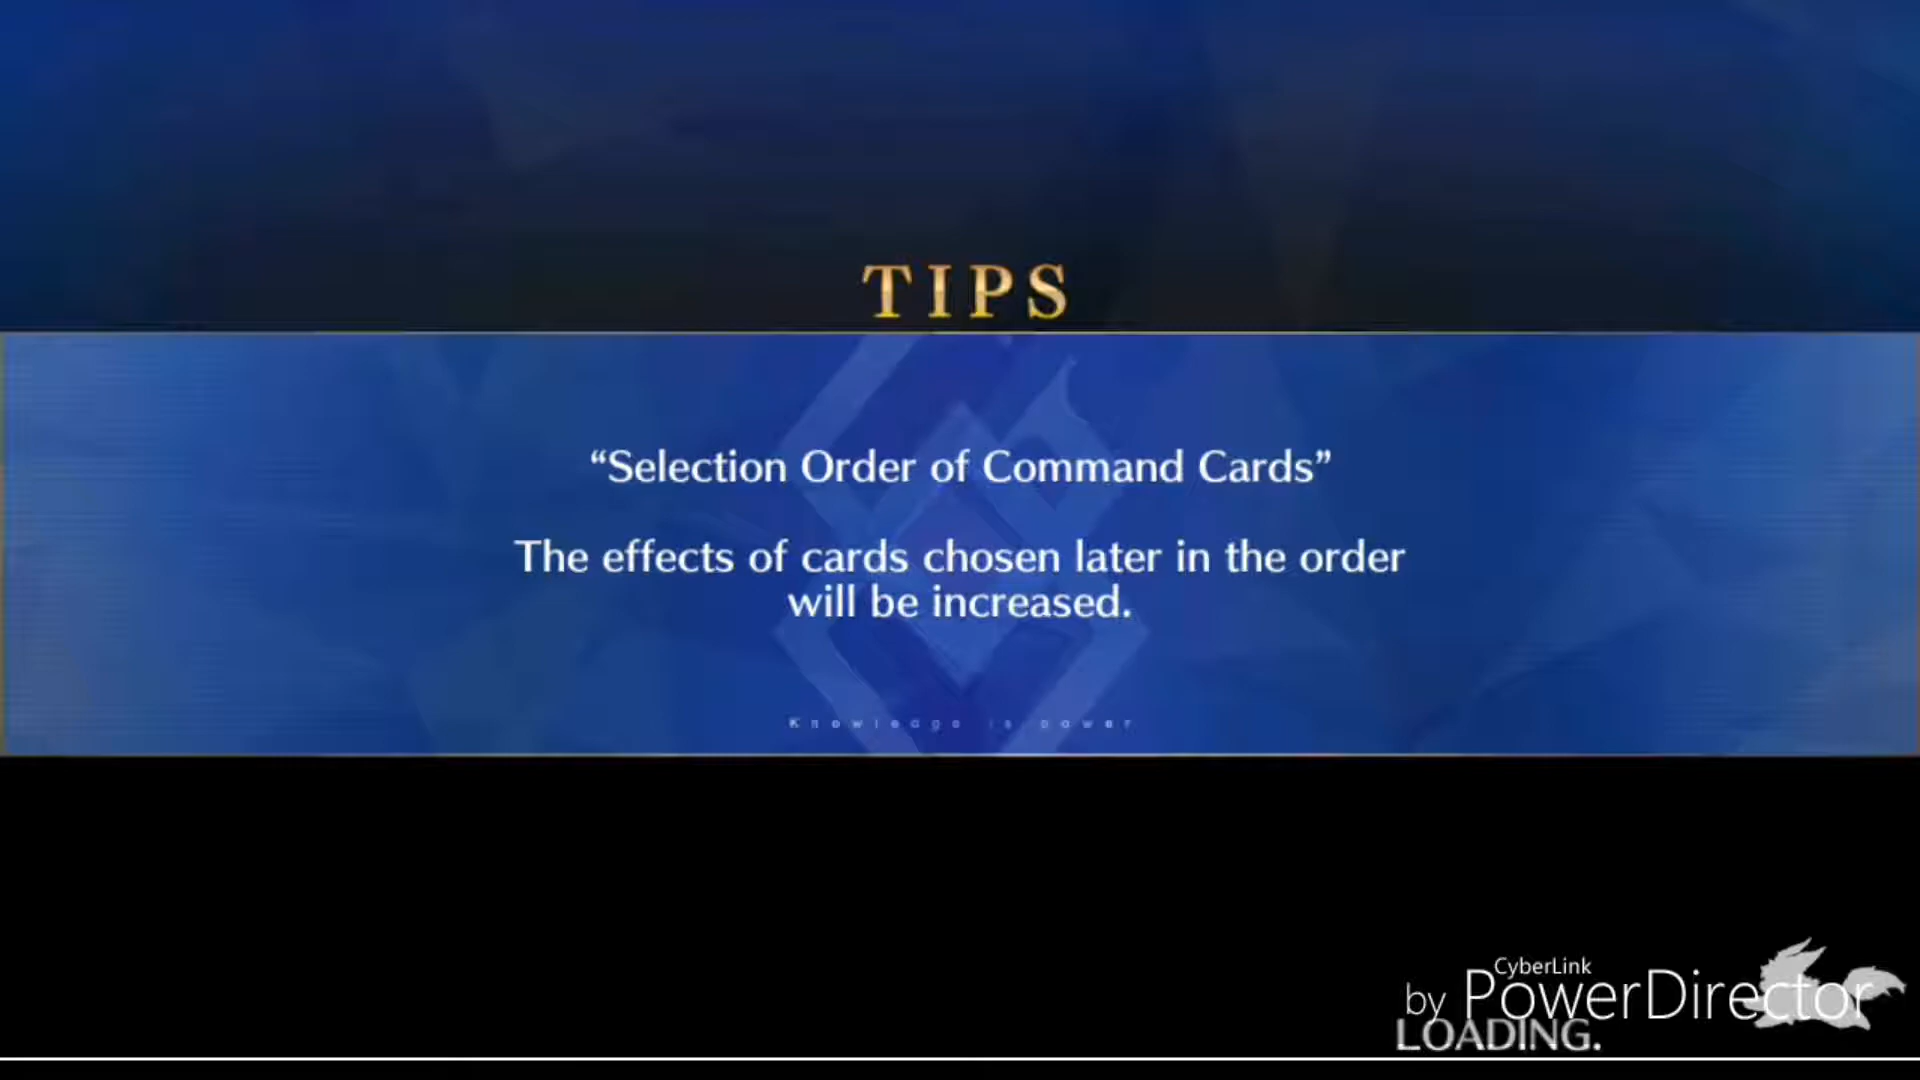 TIPS
“Selection Order of Command Cards”
The effects of cards chosen later in the order
will be increased.
Knowledge is power
CyberLink
by PowerDirector
LOADING.